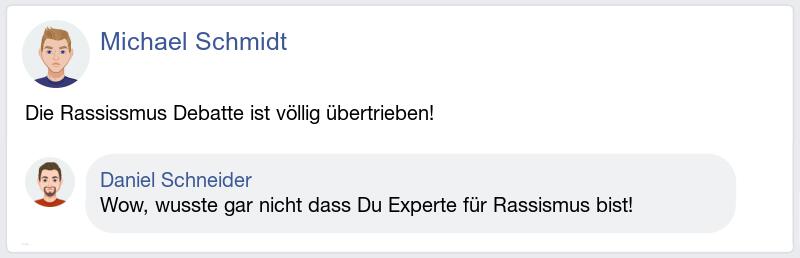 Michael Schmidt
Die Rassissmus Debatte ist völlig übertrieben!
Daniel Schneider
Wow, wusste gar nicht dass Du Experte für Rassismus bist!